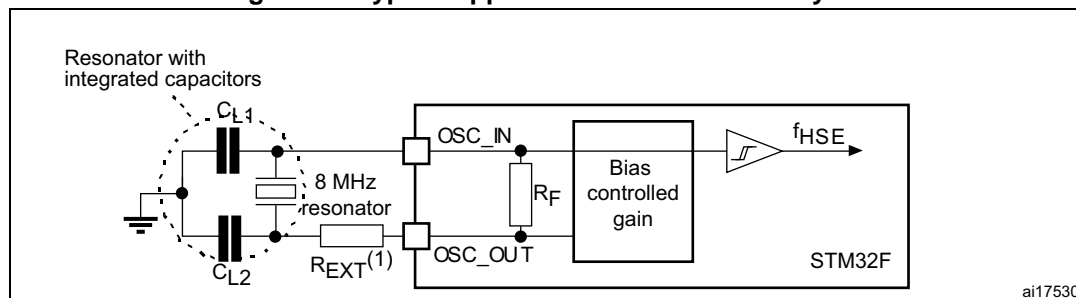 Resonator with
integrated capacitors
CL1
OSC_IN
fHSE
8 MHz
resonator
RF
Bias
controlled
gain
REXT(1)
OSC_OUT
CL2
STM32F
ai17530